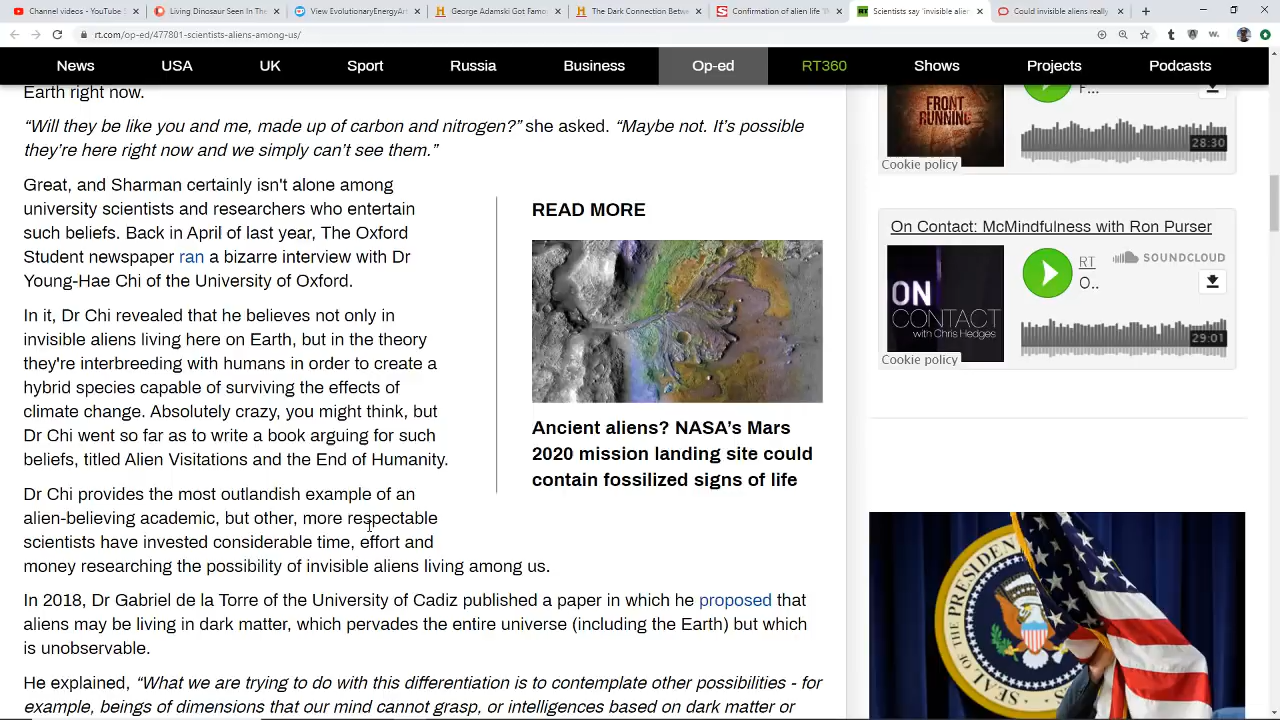 Channel videos - YouTube S
Living Dinosaur Seen In The
View EvolutionaryEnergyArt
George Adamski Got Famo
The Dark Connection Betw
Confirmation of alien life Th
Scientists say 'invisible alien
Could invisible aliens really
rt.com/op-ed/477801-scientists-aliens-among-us/
News USA UK Sport Russia Business Op-ed RT360 Shows Projects Podcasts
Earth right now.
“Will they be like you and me, made up of carbon and nitrogen?” she asked. “Maybe not. It’s possible
they’re here right now and we simply can’t see them.”
Great, and Sharman certainly isn't alone among
university scientists and researchers who entertain
such beliefs. Back in April of last year, The Oxford
Student newspaper ran a bizarre interview with Dr
Young-Hae Chi of the University of Oxford.
In it, Dr Chi revealed that he believes not only in
invisible aliens living here on Earth, but in the theory
they're interbreeding with humans in order to create a
hybrid species capable of surviving the effects of
climate change. Absolutely crazy, you might think, but
Dr Chi went so far as to write a book arguing for such
beliefs, titled Alien Visitations and the End of Humanity.
READ MORE
Ancient aliens? NASA’s Mars
2020 mission landing site could
contain fossilized signs of life
Dr Chi provides the most outlandish example of an
alien-believing academic, but other, more respectable
scientists have invested considerable time, effort and
money researching the possibility of invisible aliens living among us.
In 2018, Dr Gabriel de la Torre of the University of Cadiz published a paper in which he proposed that
aliens may be living in dark matter, which pervades the entire universe (including the Earth) but which
is unobservable.
He explained, “What we are trying to do with this differentiation is to contemplate other possibilities - for
example, beings of dimensions that our mind cannot grasp, or intelligences based on dark matter or
FRONT
RUNNING
F...
28:30
Cookie policy
On Contact: McMindfulness with Ron Purser
ON
CONTACT
with Chris Hedges
RT
O..
SOUNDCLOUD
29:01
Cookie policy
SEAL OF THE PRESIDENT